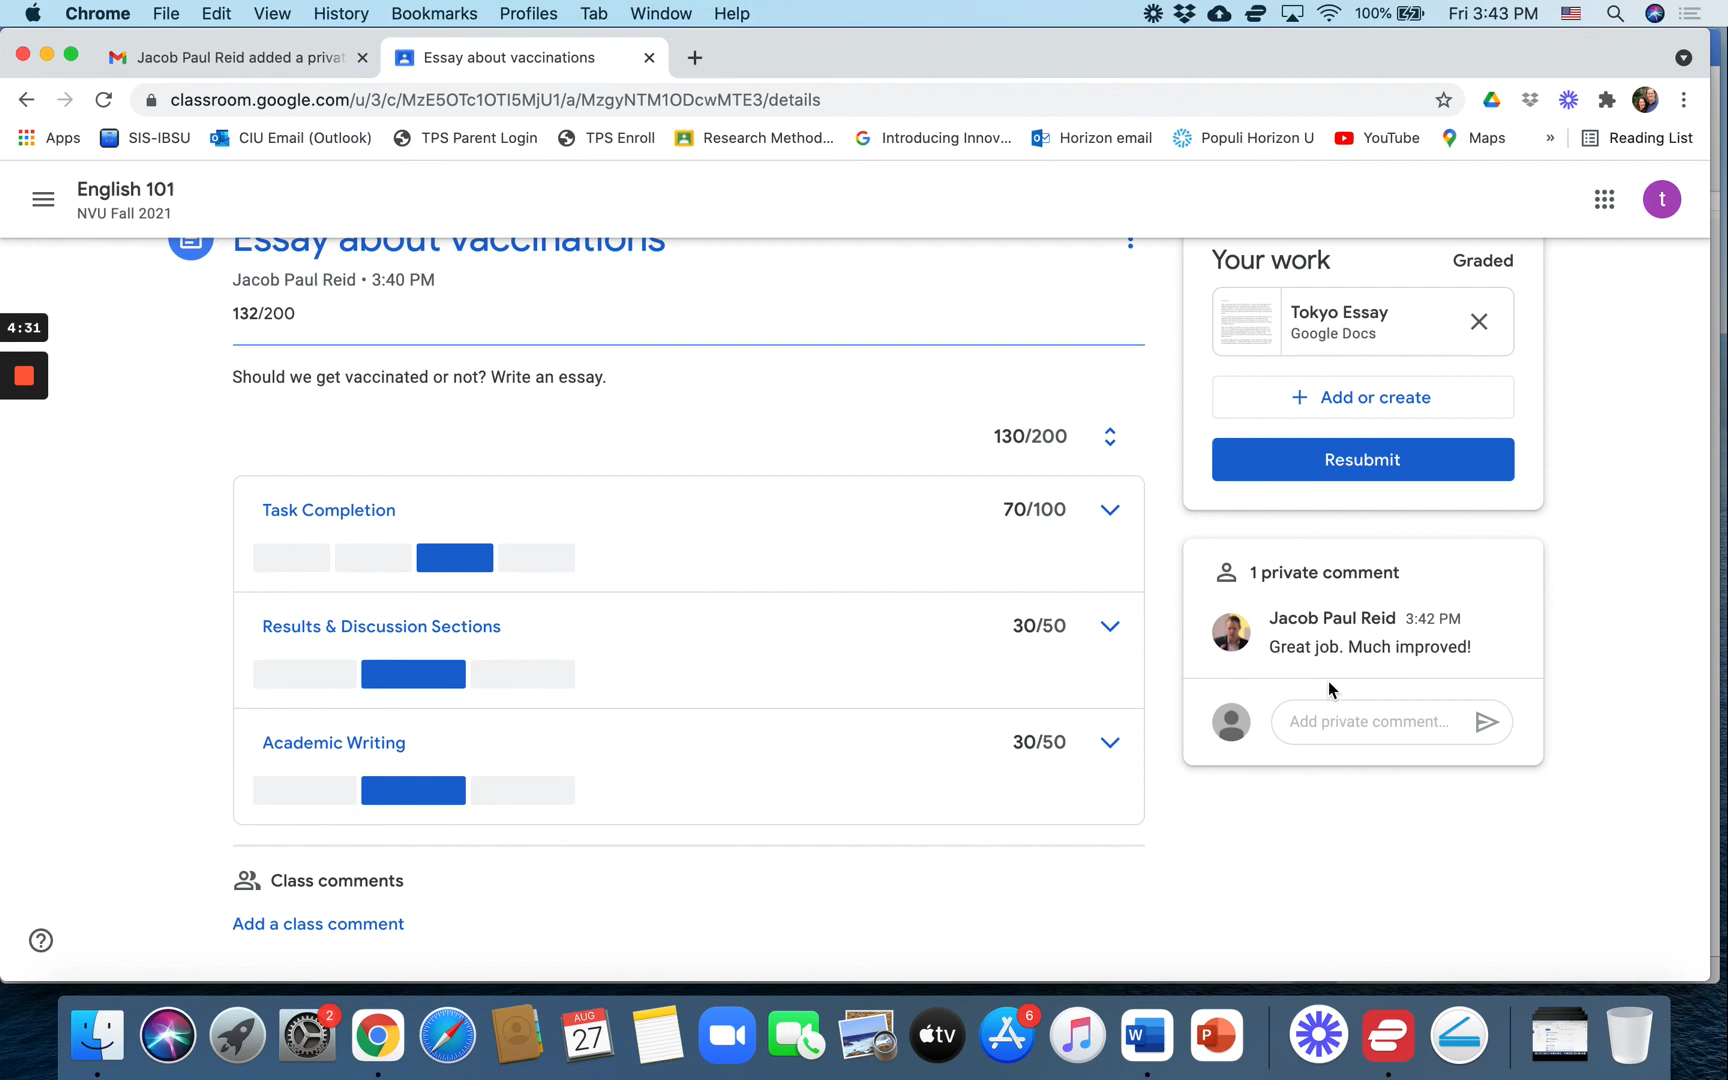 Chrome File Edit View History Bookmarks Profiles Tab Window Help 100% Fri 3:43 PM
Jacob Paul Reid added a privat
Essay about vaccinations
classroom.google.com/u/3/c/MzE5OTc1OTI5MjU1/a/MzgyNTM1ODcwMTE3/details
Apps SIS-IBSU CIU Email (Outlook) TPS Parent Login TPS Enroll Research Method... Introducing Innov... Horizon email Populi Horizon U YouTube Maps » Reading List
English 101
NVU Fall 2021
t
Essay about vaccinations
Jacob Paul Reid • 3:40 PM
132/200
4:31
Should we get vaccinated or not? Write an essay.
130/200
Task Completion 70/100
Results & Discussion Sections 30/50
Academic Writing 30/50
Class comments
Add a class comment
Your work Graded
Tokyo Essay
Google Docs
+ Add or create
Resubmit
1 private comment
Jacob Paul Reid 3:42 PM
Great job. Much improved!
Add private comment...
2
AUG
27
tv
6
W
P